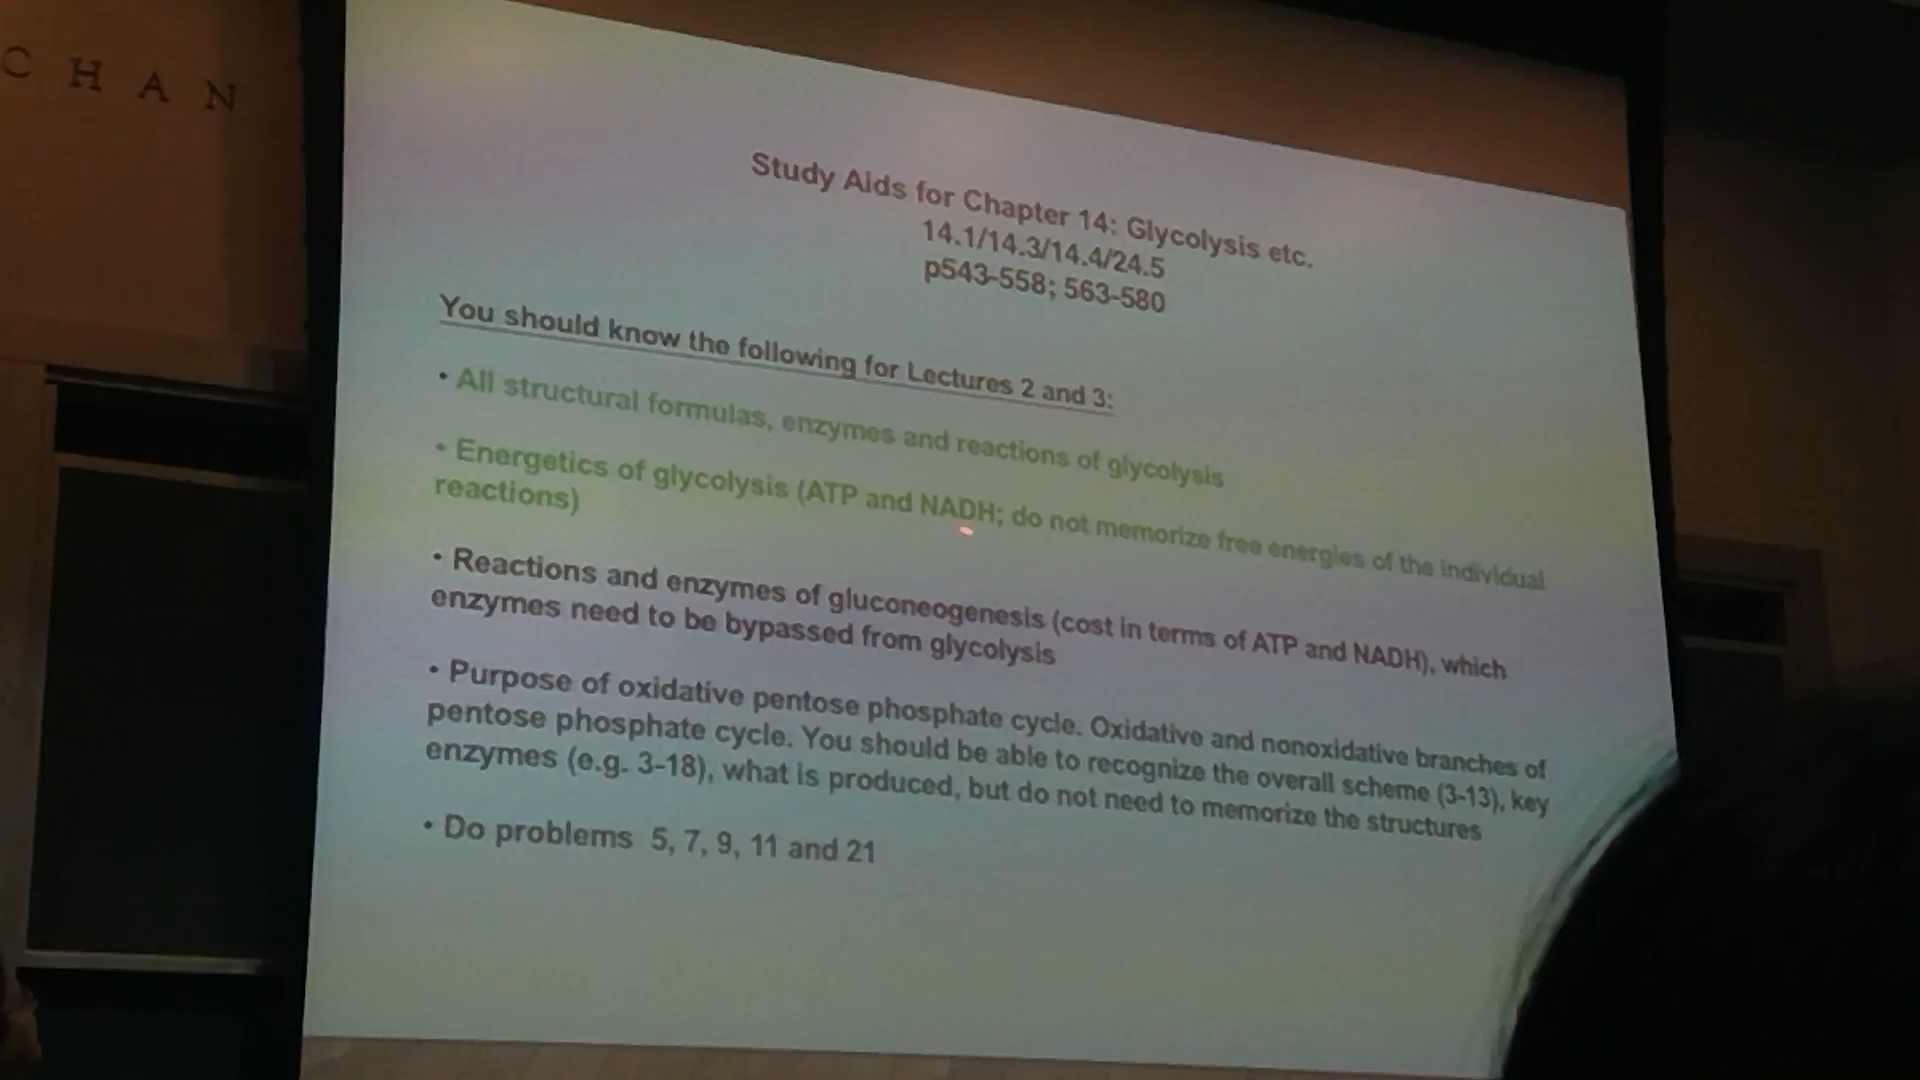 CHAN
Study Aids for Chapter 14: Glycolysis etc.
14.1/14.3/14.4/24.5
p543-558; 563-580
You should know the following for Lectures 2 and 3:
• All structural formulas, enzymes and reactions of glycolysis
• Energetics of glycolysis (ATP and NADH; do not memorize free energies of the individual
reactions)
• Reactions and enzymes of gluconeogenesis (cost in terms of ATP and NADH), which
enzymes need to be bypassed from glycolysis
• Purpose of oxidative pentose phosphate cycle. Oxidative and nonoxidative branches of
pentose phosphate cycle. You should be able to recognize the overall scheme (3-13), key
enzymes (e.g. 3-18), what is produced, but do not need to memorize the structures
• Do problems 5, 7, 9, 11 and 21